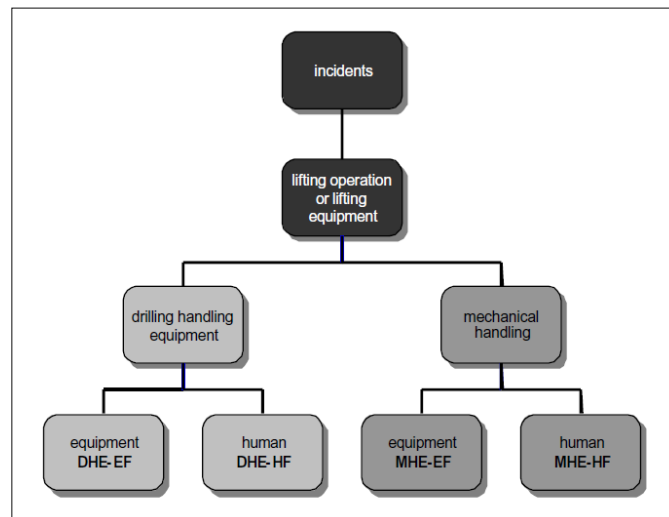 incidents
lifting operation
or lifting
equipment
drilling handling
equipment
mechanical
handling
equipment
DHE-EF
human
DHE-HF
equipment
MHE-EF
human
MHE-HF